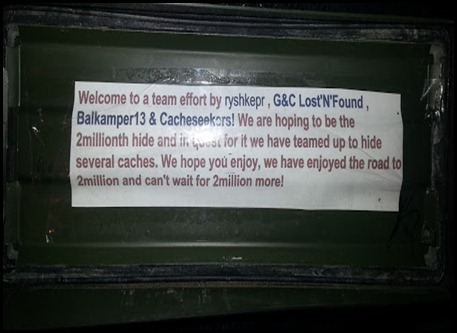 Welcome to a team effort by ryshkepr , G&C Lost'N'Found ,
Balkamper13 & Cacheseekers! We are hoping to be the
2millionth hide and in quest for it we have teamed up to hide
several caches. We hope you enjoy, we have enjoyed the road to
2million and can't wait for 2million more!